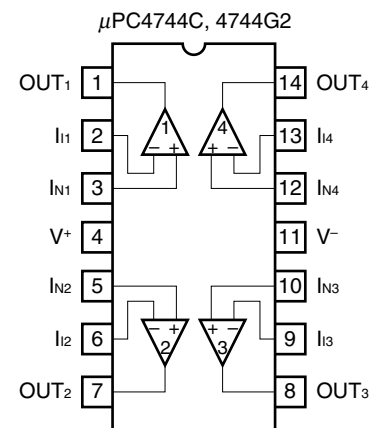 μPC4744C, 4744G2
OUT₁ 1 14 OUT₄
1 4
II1 2 13 II4
− + + −
IN1 3 12 IN4
V⁺ 4 11 V⁻
IN2 5 10 IN3
− + + −
II2 6 9 II3
2 3
OUT₂ 7 8 OUT₃